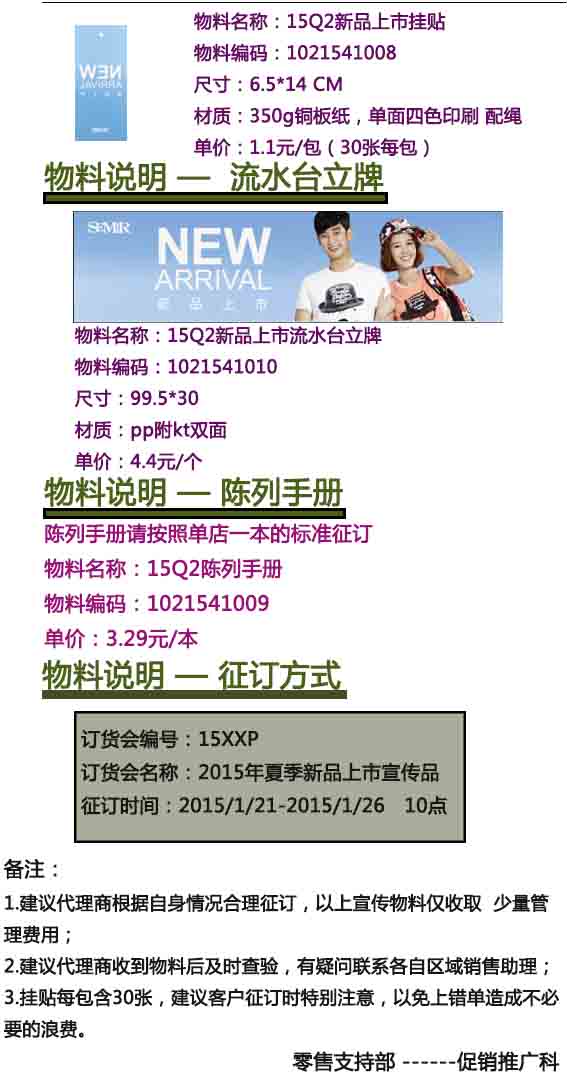 物料名称：15Q2新品上市挂贴
物料编码：1021541008
尺寸：6.5*14 CM
材质：350g铜板纸，单面四色印刷 配绳
单价：1.1元/包（30张每包）
NEW
ARRIVAL
物料说明 — 流水台立牌
SEMIR
NEW
ARRIVAL
新品上市
物料名称：15Q2新品上市流水台立牌
物料编码：1021541010
尺寸：99.5*30
材质：pp附kt双面
单价：4.4元/个
物料说明 — 陈列手册
陈列手册请按照单店一本的标准征订
物料名称：15Q2陈列手册
物料编码：1021541009
单价：3.29元/本
物料说明 — 征订方式
订货会编号：15XXP
订货会名称：2015年夏季新品上市宣传品
征订时间：2015/1/21-2015/1/26 10点
备注：
1.建议代理商根据自身情况合理征订，以上宣传物料仅收取 少量管
理费用；
2.建议代理商收到物料后及时查验，有疑问联系各自区域销售助理；
3.挂贴每包含30张，建议客户征订时特别注意，以免上错单造成不必
要的浪费。
零售支持部 ------促销推广科